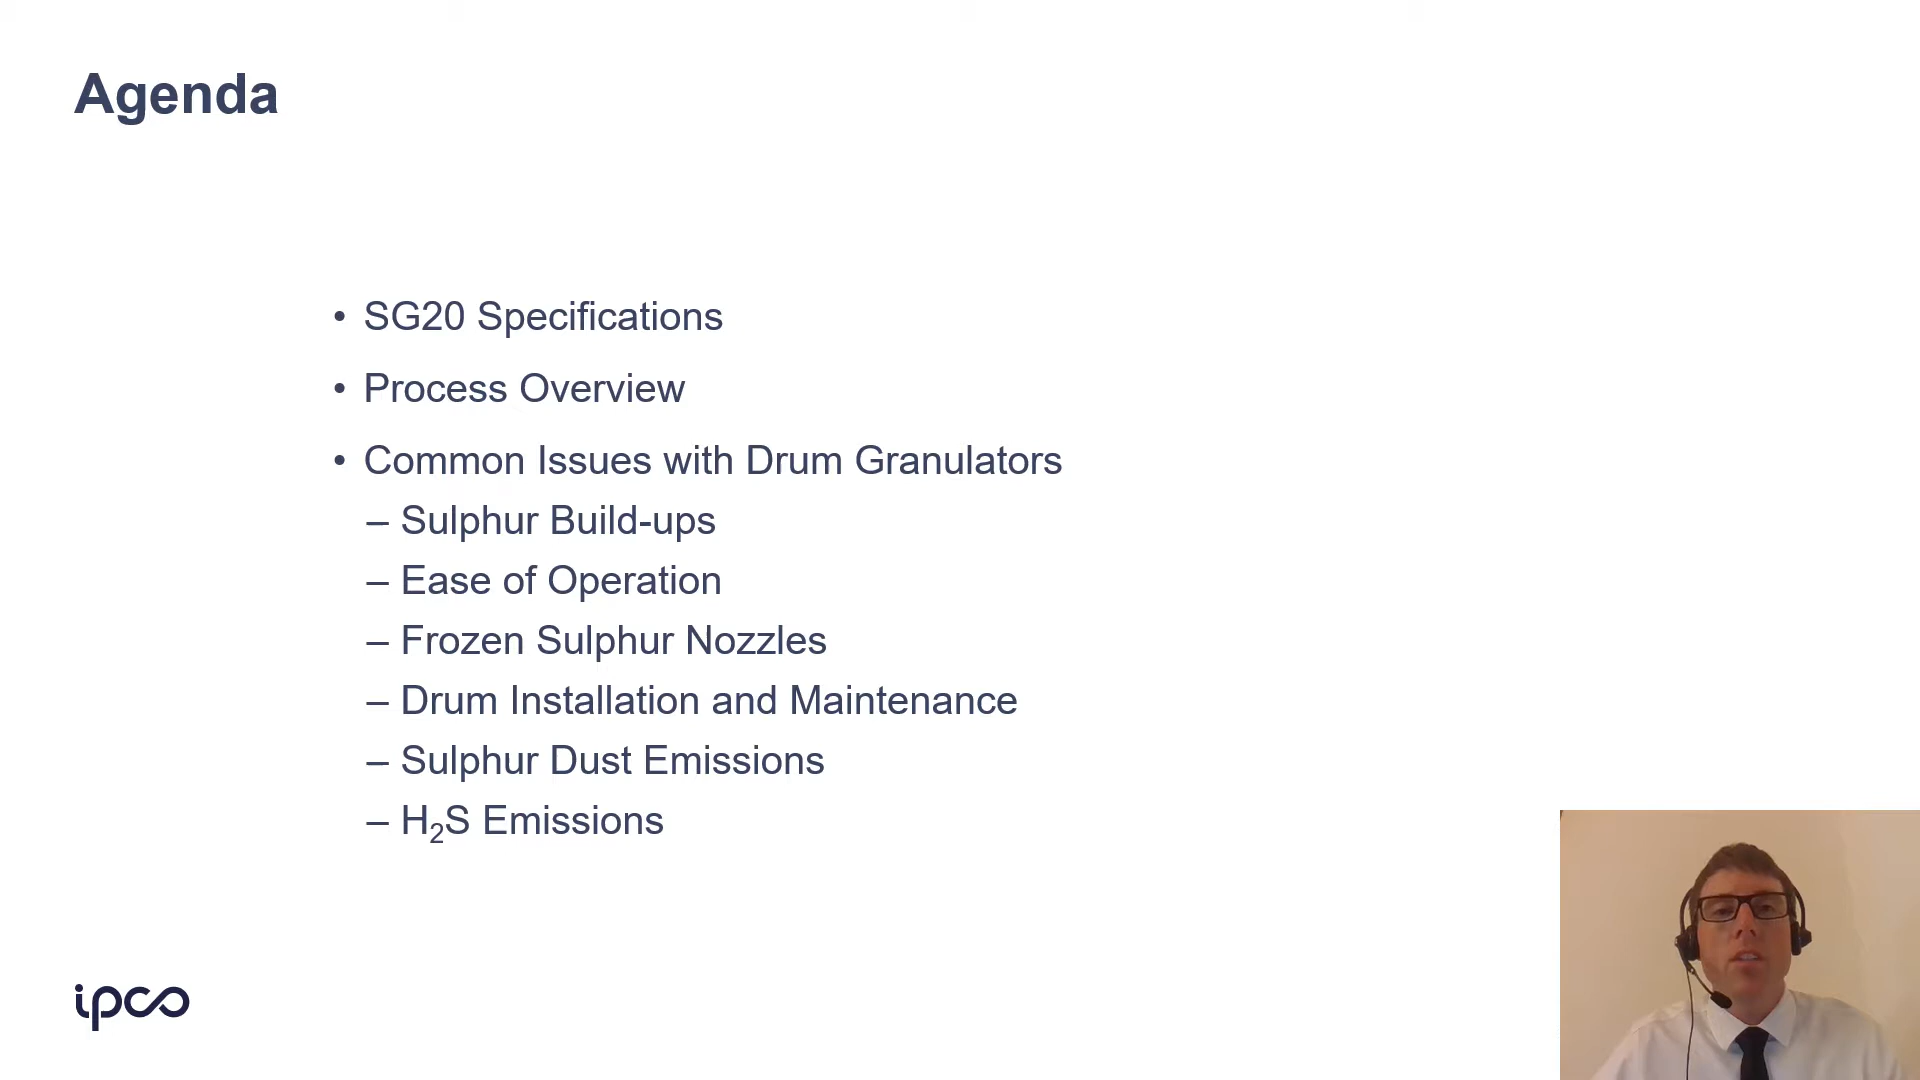 Agenda
• SG20 Specifications
• Process Overview
• Common Issues with Drum Granulators
– Sulphur Build-ups
– Ease of Operation
– Frozen Sulphur Nozzles
– Drum Installation and Maintenance
– Sulphur Dust Emissions
– H₂S Emissions
ipco